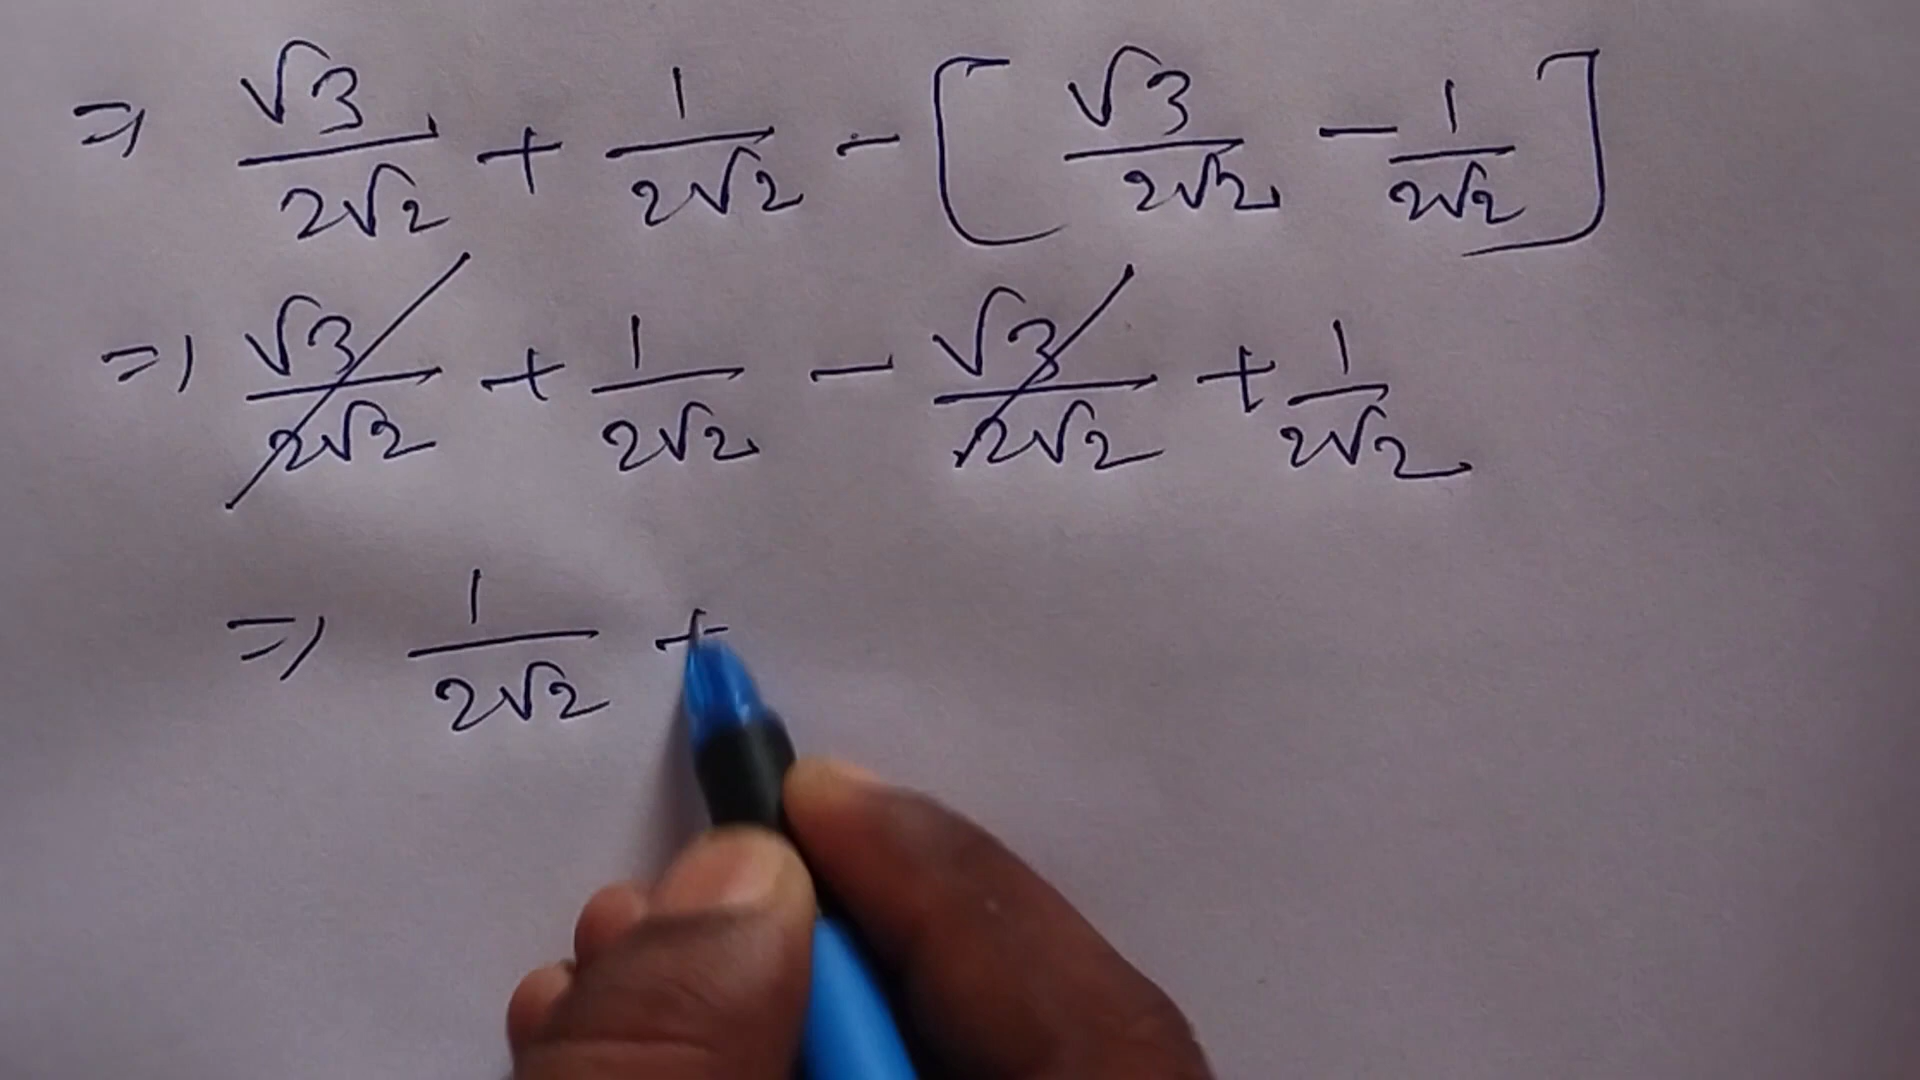 ⇒ √3/2√2 + 1/2√2 - [√3/2√2 - 1/2√2]
⇒ √3/2√2 + 1/2√2 - √3/2√2 + 1/2√2
⇒ 1/2√2 +